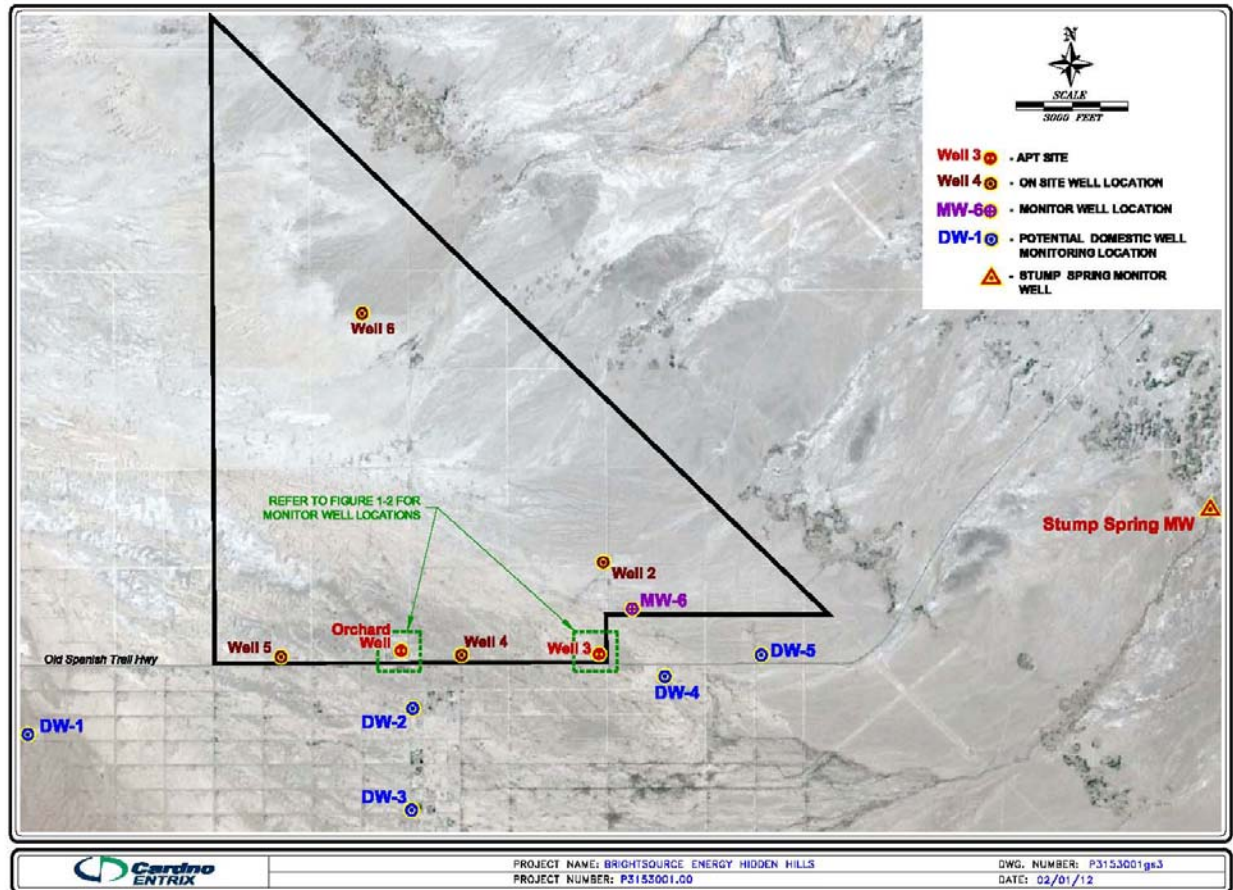 N
SCALE
3000 FEET
Well 3 - APT SITE
Well 4 - ON SITE WELL LOCATION
MW-6 - MONITOR WELL LOCATION
DW-1 - POTENTIAL DOMESTIC WELL
MONITORING LOCATION
- STUMP SPRING MONITOR
WELL
Well 6
REFER TO FIGURE 1-2 FOR
MONITOR WELL LOCATIONS
Stump Spring MW
Well 2
MW-6
Orchard
Well
Well 5
Well 4
Well 3
Old Spanish Trail Hwy
DW-5
DW-4
DW-2
DW-1
DW-3
Cardno
ENTRIX
PROJECT NAME: BRIGHTSOURCE ENERGY HIDDEN HILLS
PROJECT NUMBER: P3153001.00
DWG. NUMBER: P3153001gs3
DATE: 02/01/12